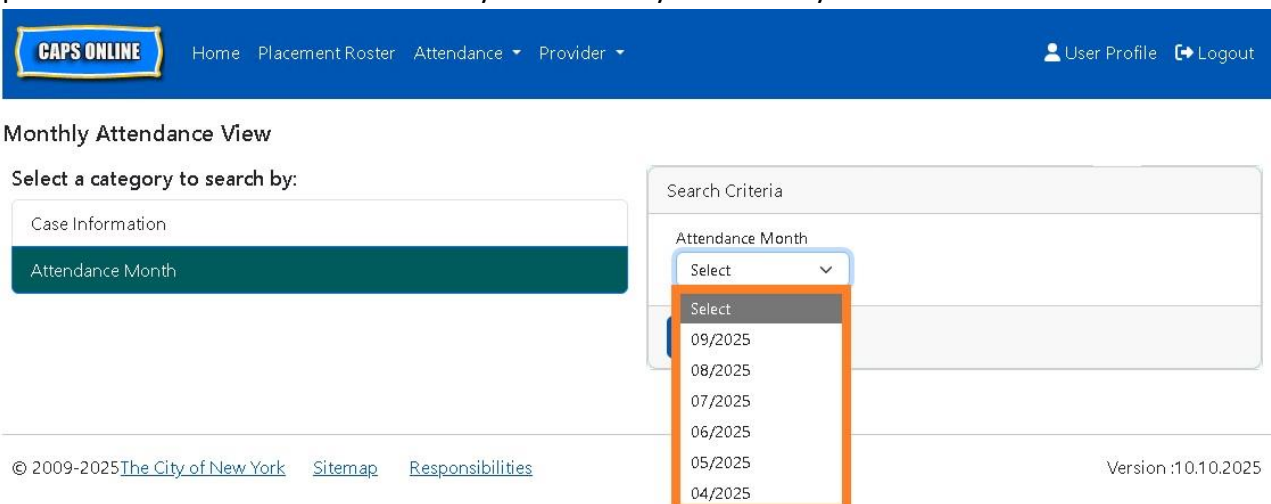 CAPS ONLINE Home Placement Roster Attendance Provider User Profile Logout
Monthly Attendance View
Select a category to search by:
Case Information
Attendance Month
Search Criteria
Attendance Month
Select
Select
09/2025
08/2025
07/2025
06/2025
05/2025
04/2025
© 2009-2025 The City of New York Sitemap Responsibilities Version :10.10.2025